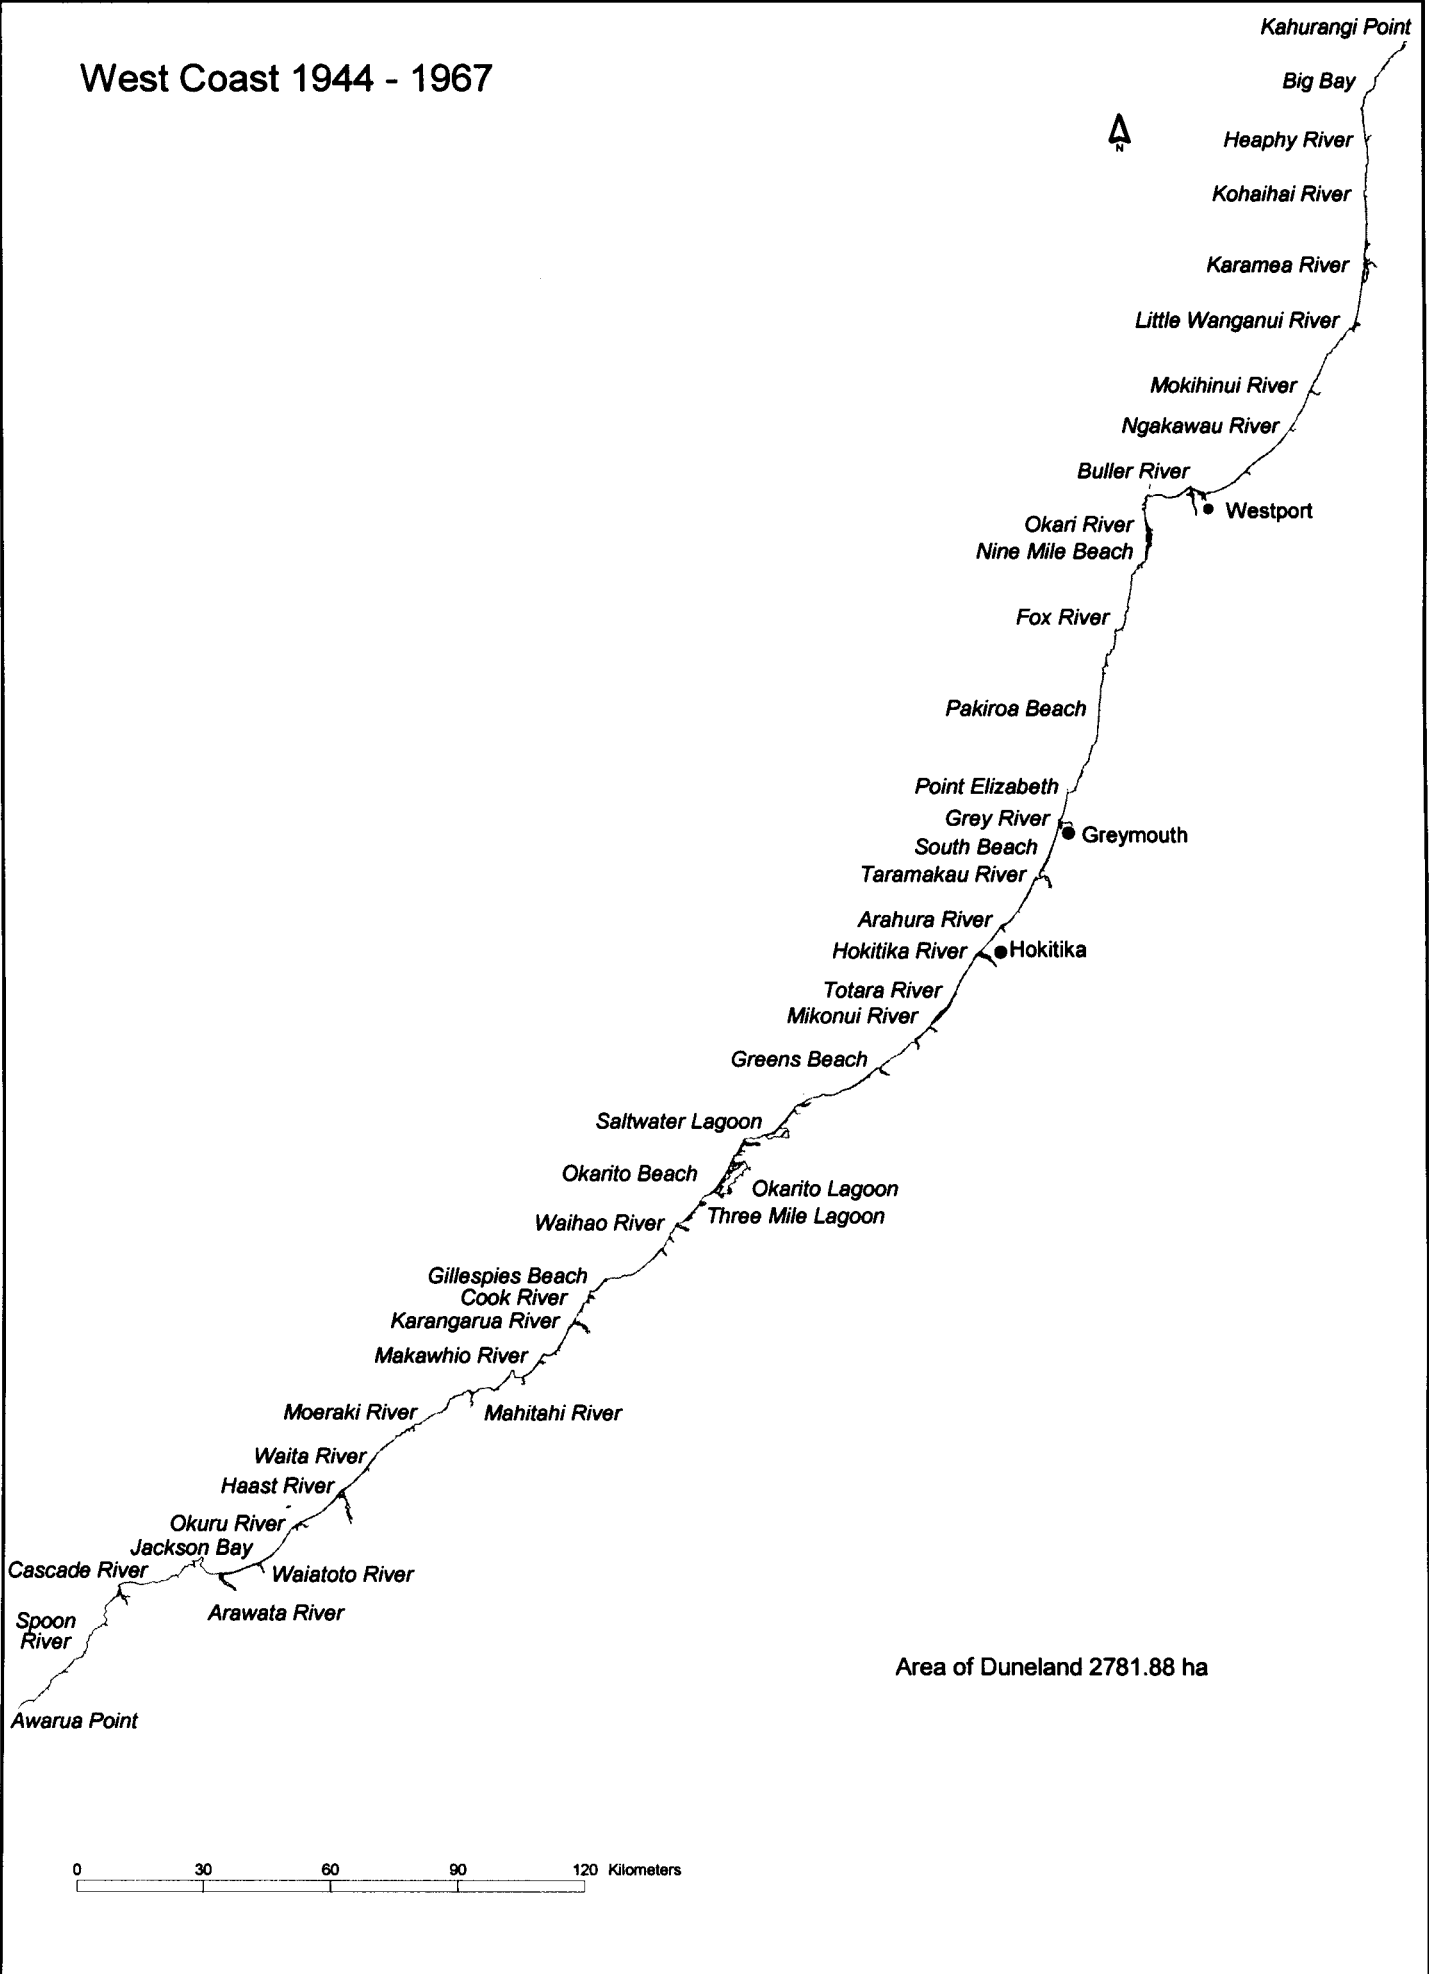 Kahurangi Point
West Coast 1944 - 1967
Big Bay
N
Heaphy River
Kohaihai River
Karamea River
Little Wanganui River
Mokihinui River
Ngakawau River
Buller River
Westport
Okari River
Nine Mile Beach
Fox River
Pakiroa Beach
Point Elizabeth
Grey River
Greymouth
South Beach
Taramakau River
Arahura River
Hokitika River
Hokitika
Totara River
Mikonui River
Greens Beach
Saltwater Lagoon
Okarito Beach
Okarito Lagoon
Three Mile Lagoon
Waihao River
Gillespies Beach
Cook River
Karangarua River
Makawhio River
Moeraki River
Mahitahi River
Waita River
Haast River
Okuru River
Jackson Bay
Cascade River
Waiatoto River
Arawata River
Spoon
River
Area of Duneland 2781.88 ha
Awarua Point
0 30 60 90 120 Kilometers